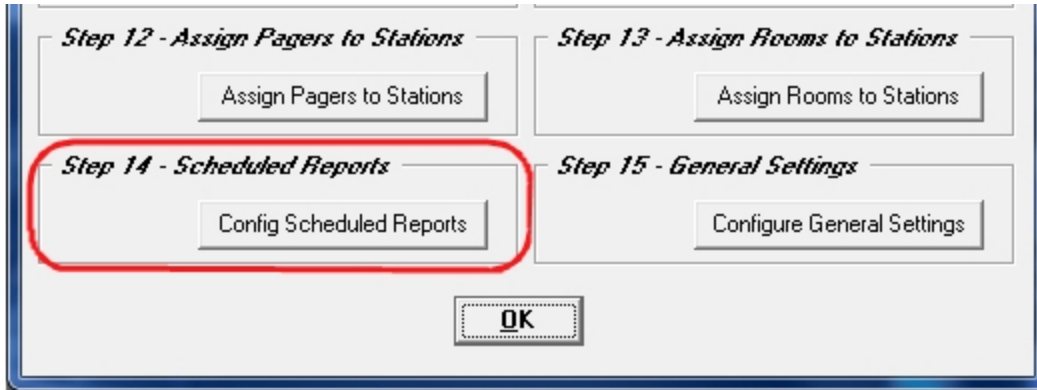 Step 12 - Assign Pagers to Stations
Step 13 - Assign Rooms to Stations
Assign Pagers to Stations
Assign Rooms to Stations
Step 14 - Scheduled Reports
Step 15 - General Settings
Config Scheduled Reports
Configure General Settings
OK